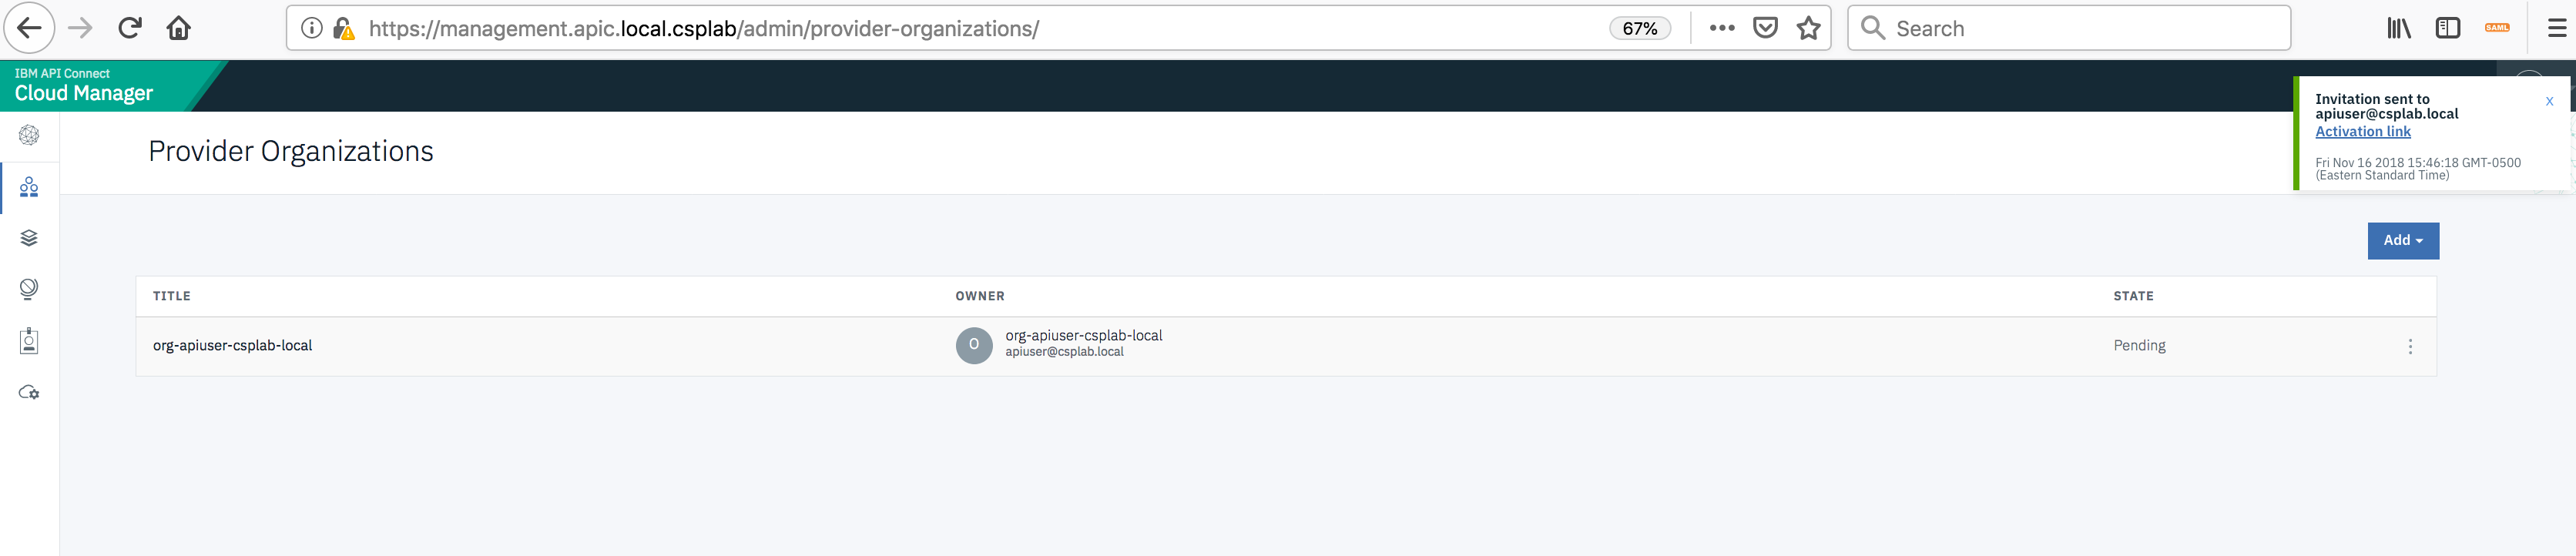 https://management.apic.local.csplab/admin/provider-organizations/
67%
Search
SAML
IBM API Connect
Cloud Manager
Invitation sent to
apiuser@csplab.local
x
Activation link
Fri Nov 16 2018 15:46:18 GMT-0500
(Eastern Standard Time)
Provider Organizations
Add
TITLE OWNER STATE
org-apiuser-csplab-local O org-apiuser-csplab-local Pending
apiuser@csplab.local